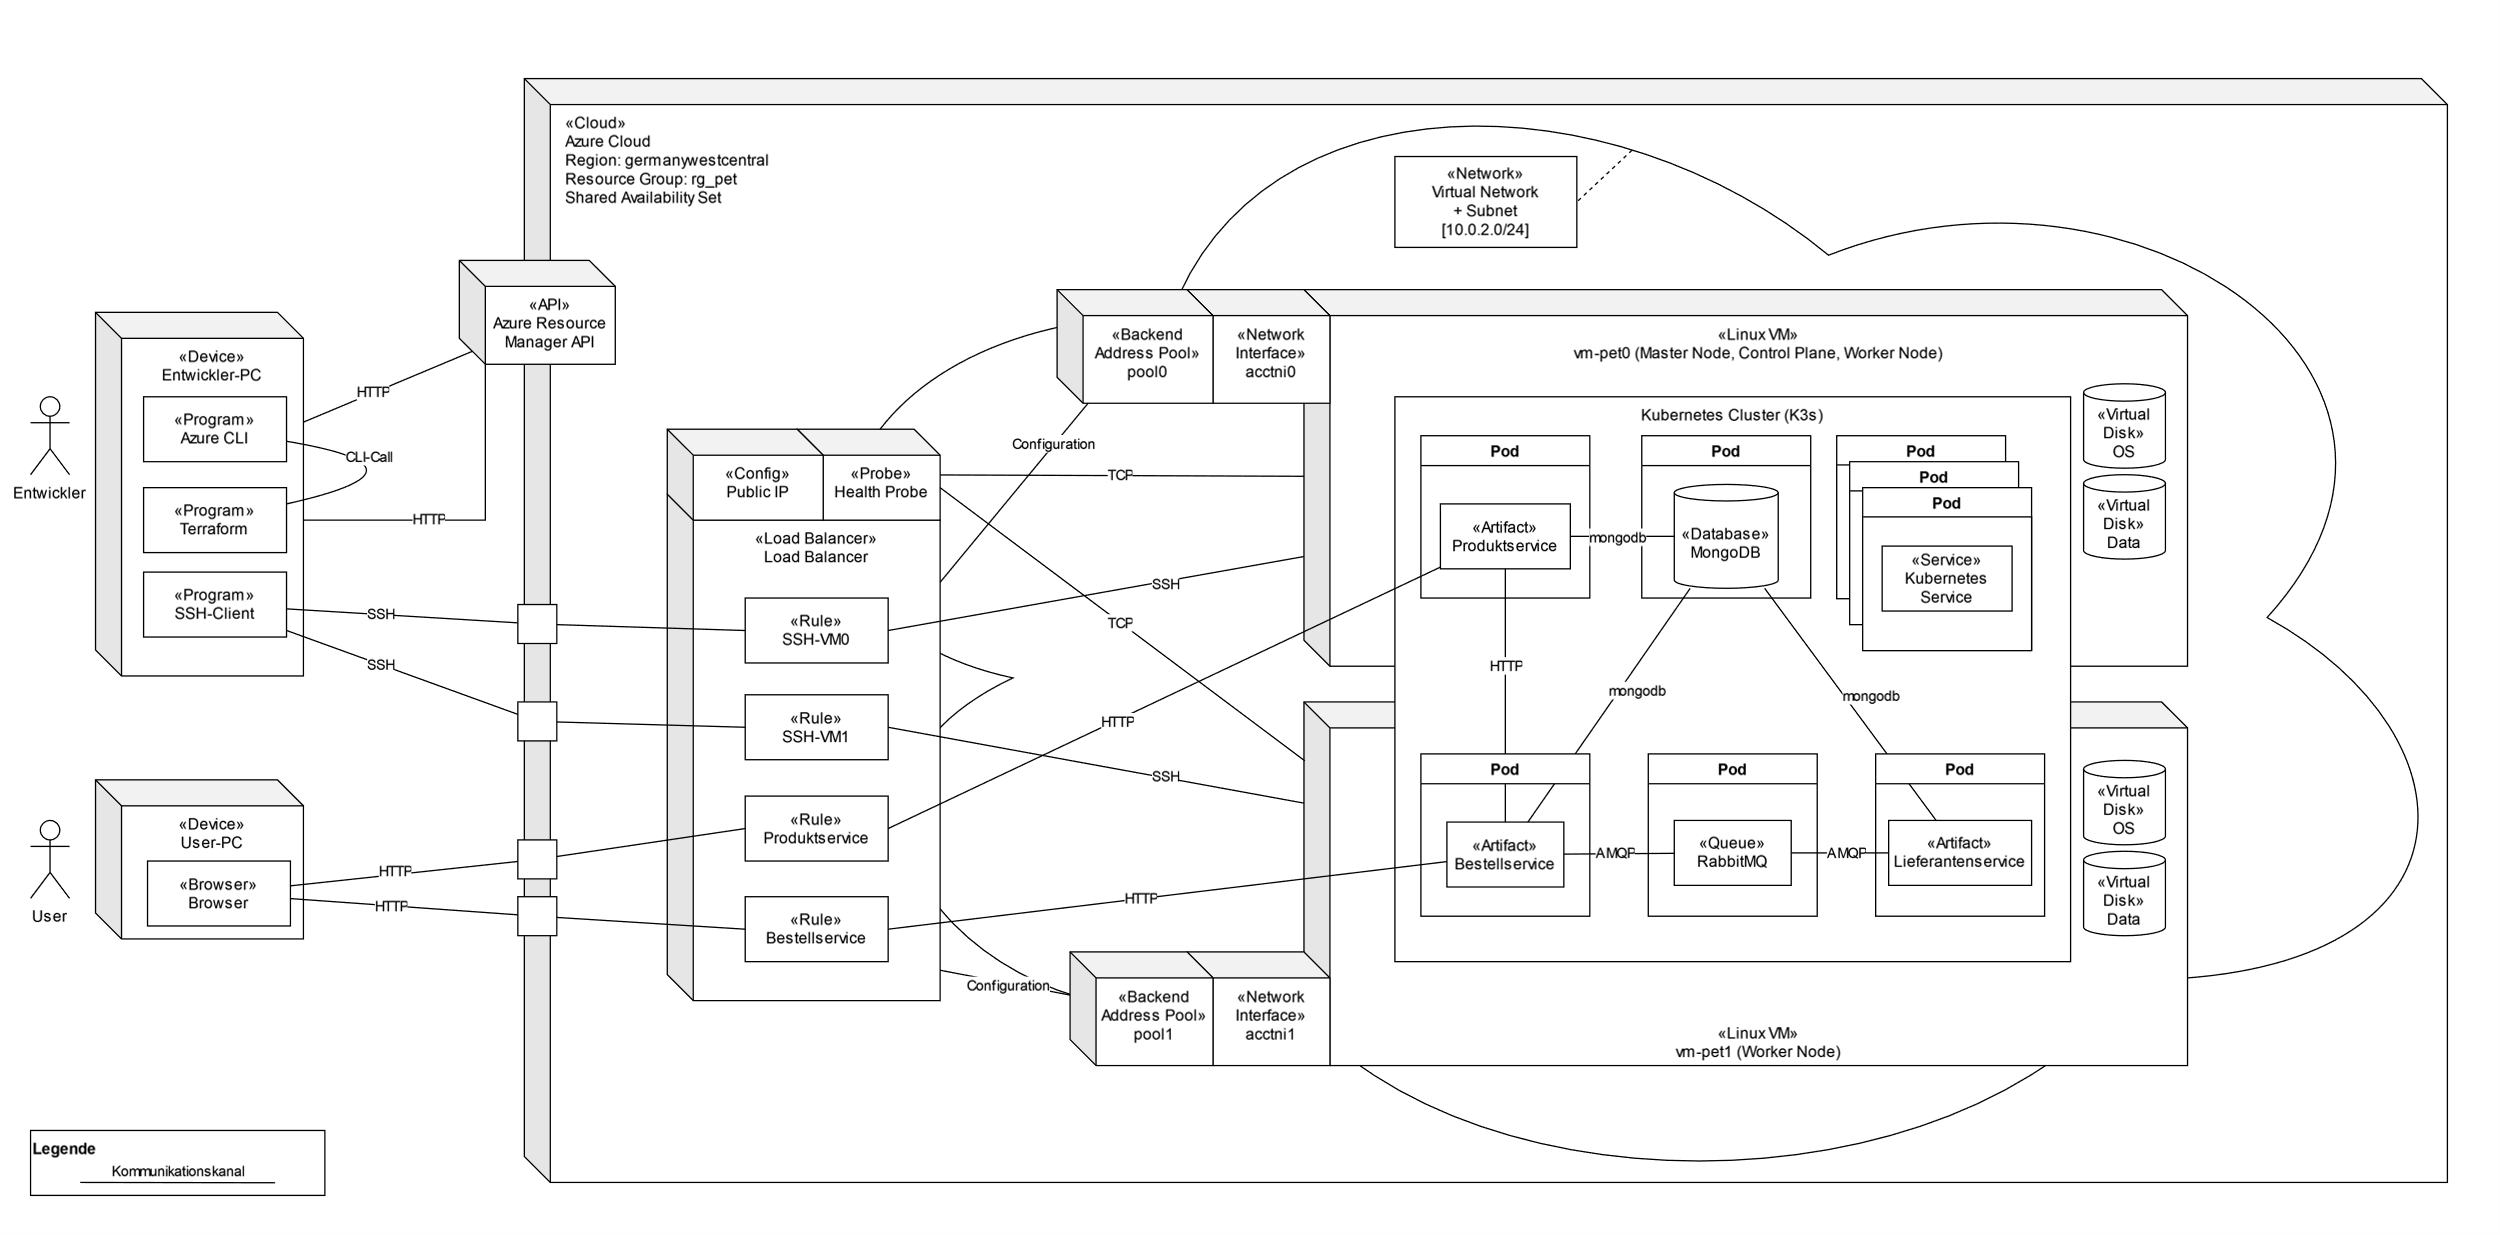 «Cloud»
Azure Cloud
Region: germanywestcentral
Resource Group: rg_pet
Shared Availability Set
«Network»
Virtual Network
+ Subnet
[10.0.2.0/24]
«API»
Azure Resource
Manager API
Entwickler
«Device»
Entwickler-PC
«Program»
Azure CLI
CLI-Call
«Program»
Terraform
«Program»
SSH-Client
HTTP
HTTP
SSH
SSH
User
«Device»
User-PC
«Browser»
Browser
HTTP
HTTP
«Config»
Public IP
«Probe»
Health Probe
«Load Balancer»
Load Balancer
«Rule»
SSH-VM0
«Rule»
SSH-VM1
«Rule»
Produktservice
«Rule»
Bestellservice
Configuration
TCP
SSH
TCP
HTTP
SSH
HTTP
Configuration
«Backend
Address Pool»
pool0
«Network
Interface»
acctni0
«Linux VM»
vm-pet0 (Master Node, Control Plane, Worker Node)
Kubernetes Cluster (K3s)
Pod
«Artifact»
Produktservice
mongodb
Pod
«Database»
MongoDB
Pod
Pod
Pod
«Service»
Kubernetes
Service
«Virtual
Disk»
OS
«Virtual
Disk»
Data
HTTP
mongodb
mongodb
Pod
«Artifact»
Bestellservice
AMQP
Pod
«Queue»
RabbitMQ
AMQP
Pod
«Artifact»
Lieferantenservice
«Virtual
Disk»
OS
«Virtual
Disk»
Data
«Backend
Address Pool»
pool1
«Network
Interface»
acctni1
«Linux VM»
vm-pet1 (Worker Node)
Legende
Kommunikationskanal